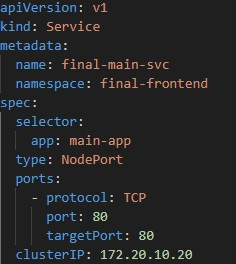 apiVersion: v1
kind: Service
metadata:
  name: final-main-svc
  namespace: final-frontend
spec:
  selector:
    app: main-app
  type: NodePort
  ports:
    - protocol: TCP
      port: 80
      targetPort: 80
  clusterIP: 172.20.10.20